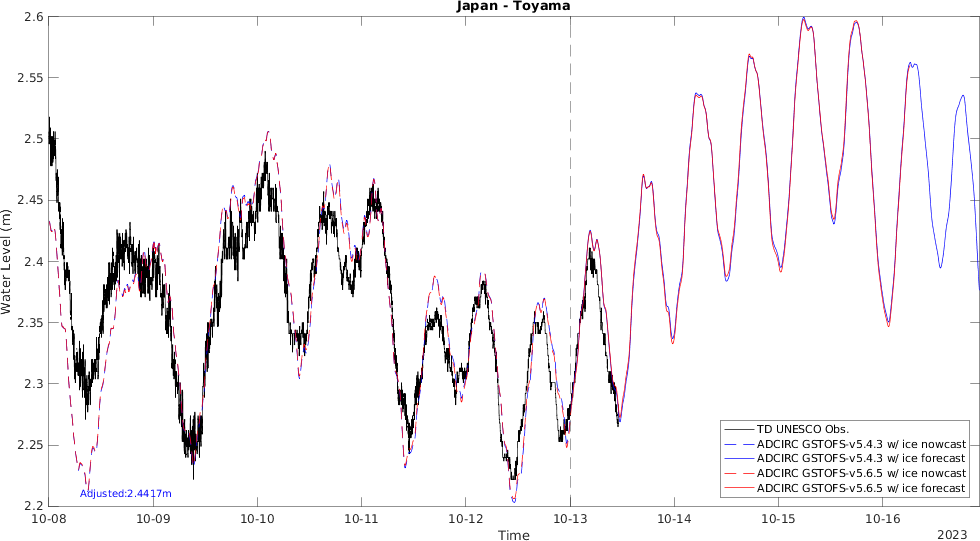 Japan - Toyama
Water Level (m)
2.6
2.55
2.5
2.45
2.4
2.35
2.3
2.25
2.2
Adjusted:2.4417m
TD UNESCO Obs.
ADCIRC GSTOFS-v5.4.3 w/ ice nowcast
ADCIRC GSTOFS-v5.4.3 w/ ice forecast
ADCIRC GSTOFS-v5.6.5 w/ ice nowcast
ADCIRC GSTOFS-v5.6.5 w/ ice forecast
10-08 10-09 10-10 10-11 10-12 10-13 10-14 10-15 10-16
Time
2023